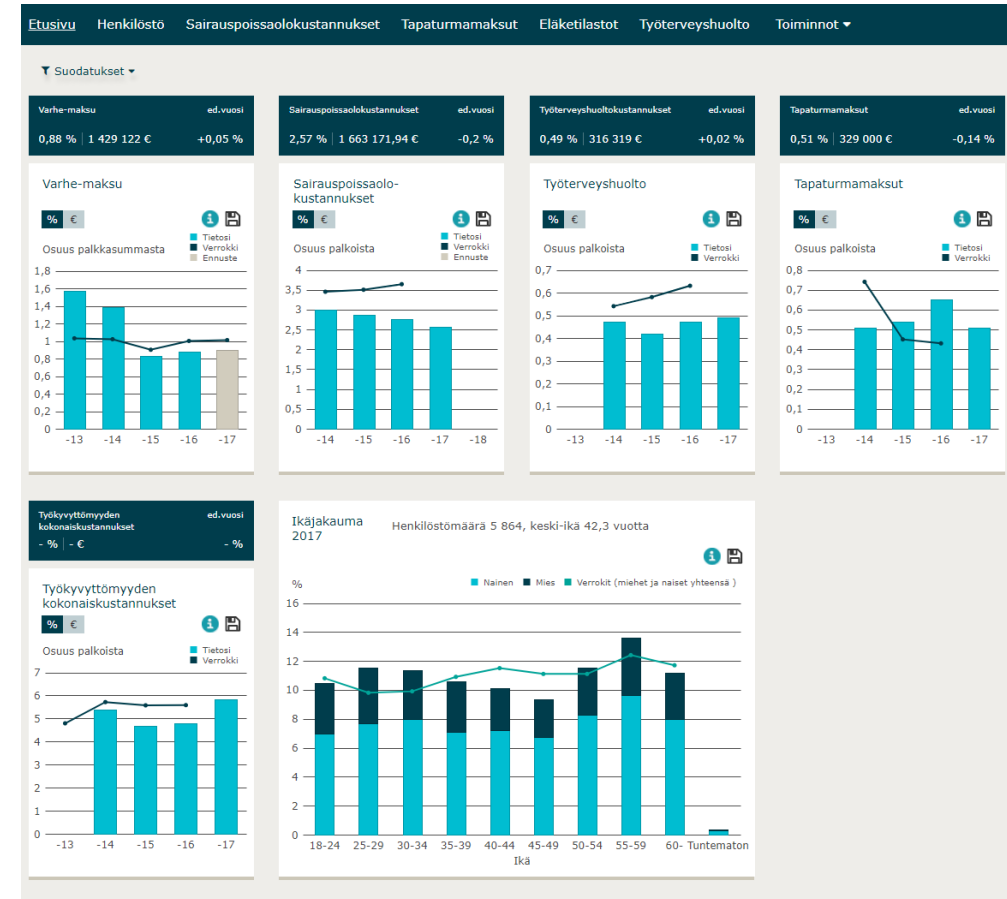 Etusivu Henkilöstö Sairauspoissaolokustannukset Tapaturmamaksut Eläketilastot Työterveyshuolto Toiminnot
Suodatukset
Varhe-maksu ed.vuosi
0,88 % | 1 429 122 € +0,05 %
Varhe-maksu
% €
Tietosi
Verrokki
Ennuste
Osuus palkkasummasta
1,8
1,6
1,4
1,2
1
0,8
0,6
0,4
0,2
0
-13 -14 -15 -16 -17
Sairauspoissaolokustannukset ed.vuosi
2,57 % | 1 663 171,94 € -0,2 %
Sairauspoissaolo-
kustannukset
% €
Tietosi
Verrokki
Ennuste
Osuus palkoista
4
3,5
3
2,5
2
1,5
1
0,5
0
-14 -15 -16 -17 -18
Työterveyshuoltokustannukset ed.vuosi
0,49 % | 316 319 € +0,02 %
Työterveyshuolto
% €
Osuus palkoista
Tietosi
Verrokki
0,7
0,6
0,5
0,4
0,3
0,2
0,1
0
-13 -14 -15 -16 -17
Tapaturmamaksut ed.vuosi
0,51 % | 329 000 € -0,14 %
Tapaturmamaksut
% €
Osuus palkoista
Tietosi
Verrokki
0,8
0,7
0,6
0,5
0,4
0,3
0,2
0,1
0
-13 -14 -15 -16 -17
Työkyvyttömyyden
kokonaiskustannukset
ed.vuosi
- % | - € - %
Työkyvyttömyyden
kokonaiskustannukset
% €
Osuus palkoista
Tietosi
Verrokki
7
6
5
4
3
2
1
0
-13 -14 -15 -16 -17
Ikäjakauma
2017
Henkilöstömäärä 5 864, keski-ikä 42,3 vuotta
%
Nainen Mies Verrokit (miehet ja naiset yhteensä )
16
14
12
10
8
6
4
2
0
18-24 25-29 30-34 35-39 40-44 45-49 50-54 55-59 60- Tuntematon
Ikä